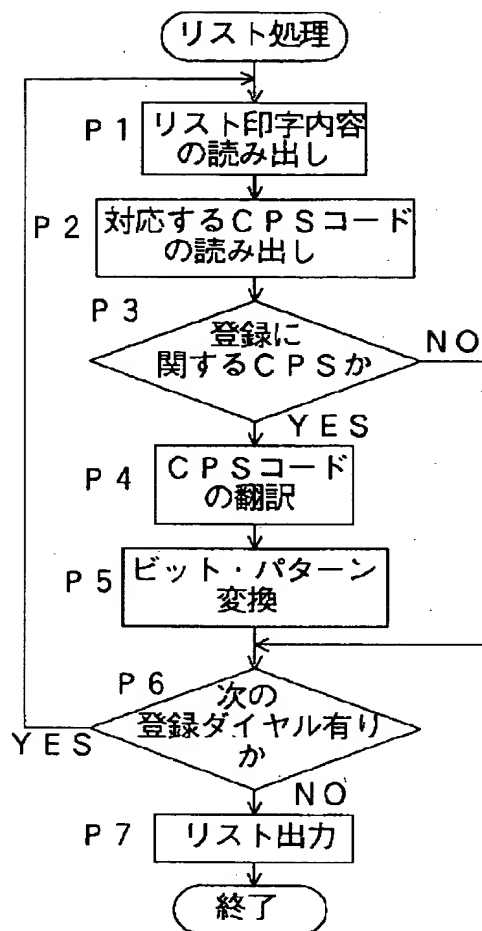 リスト処理
P1
リスト印字内容
の読み出し
P2
対応するCPSコード
の読み出し
P3
登録に
関するCPSか
NO
YES
P4
CPSコード
の翻訳
P5
ビット・パターン
変換
P6
次の
登録ダイヤル有り
か
YES
NO
P7
リスト出力
終了